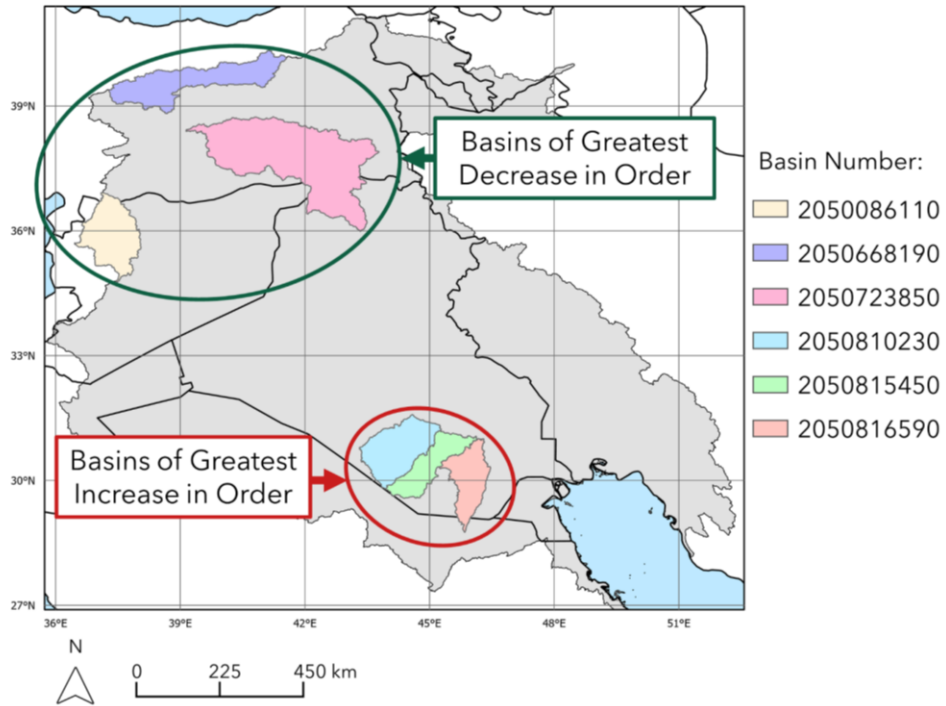 39°N
36°N
33°N
30°N
27°N
36°E
39°E
42°E
45°E
48°E
51°E
Basins of Greatest
Decrease in Order
Basins of Greatest
Increase in Order
Basin Number:
2050086110
2050668190
2050723850
2050810230
2050815450
2050816590
N
0 225 450 km